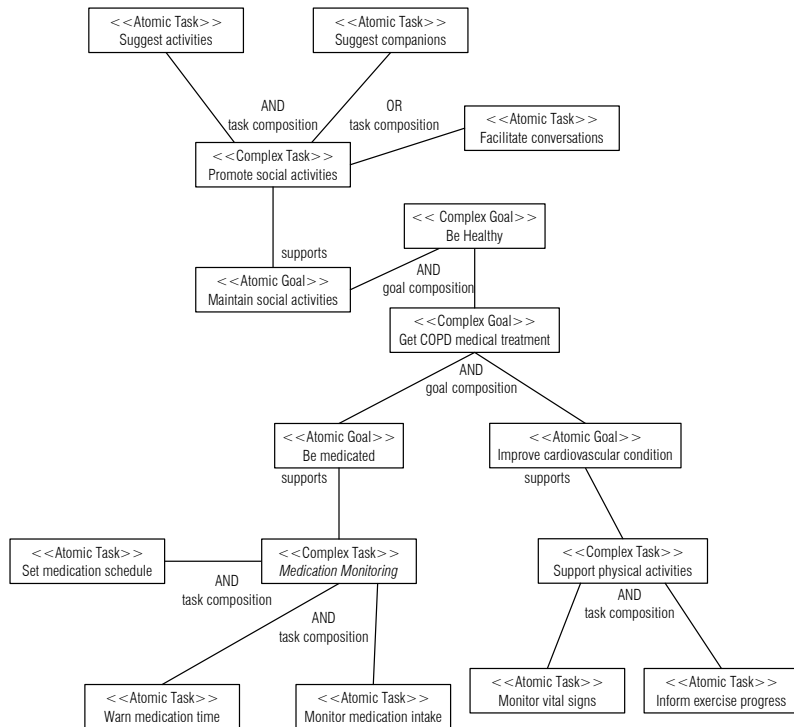 <<Atomic Task>>
Suggest activities
<<Atomic Task>>
Suggest companions
AND
task composition
OR
task composition
<<Atomic Task>>
Facilitate conversations
<<Complex Task>>
Promote social activities
<< Complex Goal>>
Be Healthy
supports
<<Atomic Goal>>
Maintain social activities
AND
goal composition
<<Complex Goal>>
Get COPD medical treatment
AND
goal composition
<<Atomic Goal>>
Be medicated
<<Atomic Goal>>
Improve cardiovascular condition
supports
supports
<<Atomic Task>>
Set medication schedule
<<Complex Task>>
Medication Monitoring
<<Complex Task>>
Support physical activities
AND
task composition
AND
task composition
AND
task composition
<<Atomic Task>>
Warn medication time
<<Atomic Task>>
Monitor medication intake
<<Atomic Task>>
Monitor vital signs
<<Atomic Task>>
Inform exercise progress